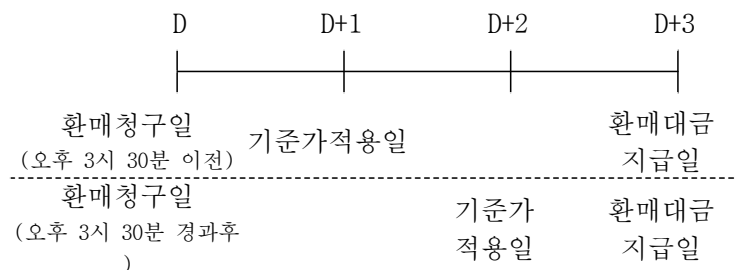 D D+1 D+2 D+3
환매청구일
(오후 3시 30분 이전)
기준가적용일
환매대금
지급일
환매청구일
(오후 3시 30분 경과후
)
기준가
적용일
환매대금
지급일